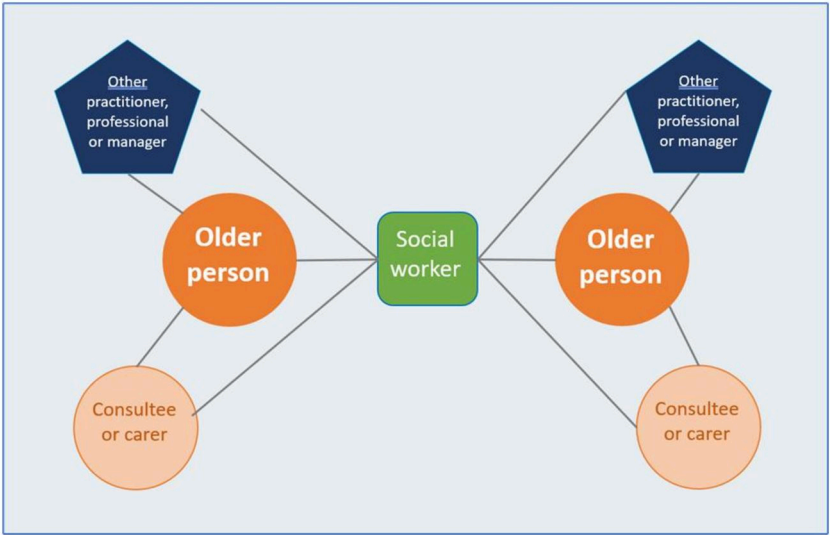 Other
practitioner,
professional
or manager
Other
practitioner,
professional
or manager
Older
person
Social
worker
Older
person
Consultee
or carer
Consultee
or carer